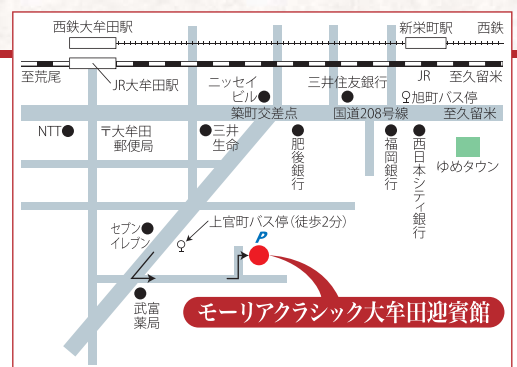 西鉄大牟田駅
新栄町駅
西鉄
至荒尾
JR大牟田駅
JR
至久留米
ニッセイ
ビル
三井住友銀行
旭町バス停
築町交差点
国道208号線
至久留米
NTT
〒大牟田
郵便局
三井
生命
肥後銀行
福岡銀行
西日本シティ銀行
ゆめタウン
セブン
イレブン
上官町バス停(徒歩2分)
P
武富
薬局
モーリアクラシック大牟田迎賓館